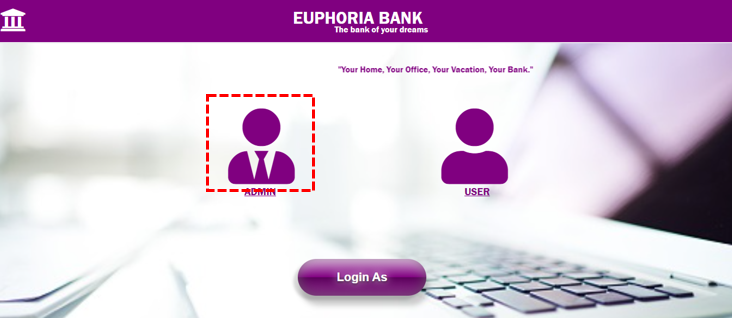 EUPHORIA BANK
The bank of your dreams
"Your Home, Your Office, Your Vacation, Your Bank."
ADMIN
USER
Login As